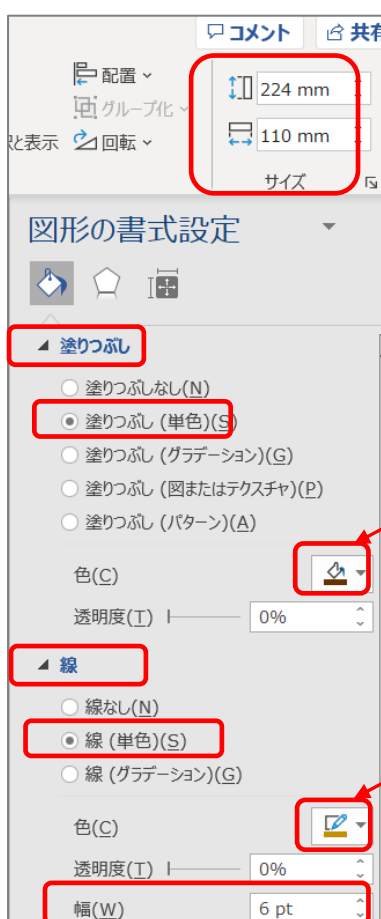 コメント 共有
配置
224 mm
グループ化
択と表示 回転
110 mm
サイズ
図形の書式設定
塗りつぶし
塗りつぶしなし(N)
塗りつぶし (単色)(S)
塗りつぶし (グラデーション)(G)
塗りつぶし (図またはテクスチャ)(P)
塗りつぶし (パターン)(A)
色(C)
透明度(T) 0%
線
線なし(N)
線 (単色)(S)
線 (グラデーション)(G)
色(C)
透明度(T) 0%
幅(W) 6 pt